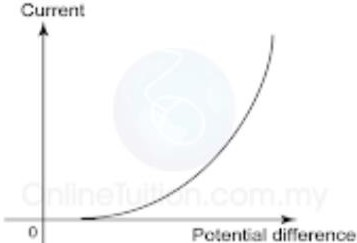 Current
OnlineTuition.com.my
0
Potential difference